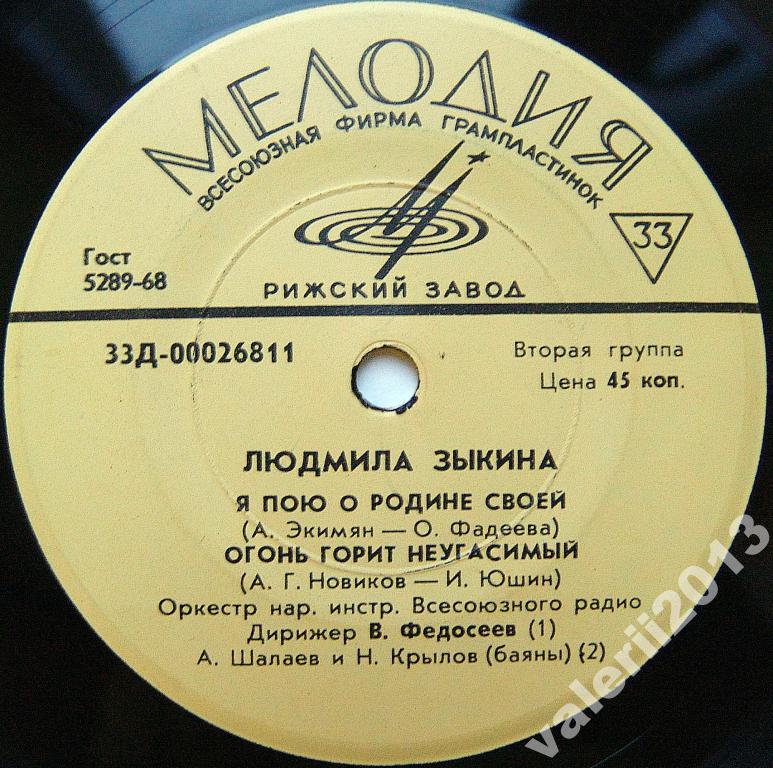 МЕЛОДИЯ
ВСЕСОЮЗНАЯ ФИРМА ГРАМПЛАСТИНОК
33
Гост
5289-68
РИЖСКИЙ ЗАВОД
33Д-00026811
Вторая группа
Цена 45 коп.
ЛЮДМИЛА ЗЫКИНА
Я ПОЮ О РОДИНЕ СВОЕЙ
(А. Экимян — О. Фадеева)
ОГОНЬ ГОРИТ НЕУГАСИМЫЙ
(А. Г. Новиков — И. Юшин)
Оркестр нар. инстр. Всесоюзного радио
Дирижер В. Федосеев (1)
А. Шалаев и Н. Крылов (баяны) (2)
valerii2013